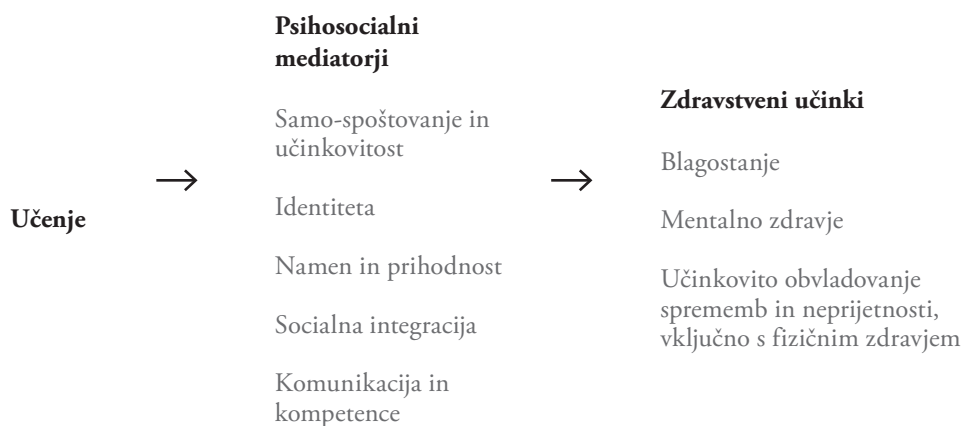 Učenje
→
Psihosocialni
mediatorji
Samo-spoštovanje in
učinkovitost
Identiteta
Namen in prihodnost
Socialna integracija
Komunikacija in
kompetence
→
Zdravstveni učinki
Blagostanje
Mentalno zdravje
Učinkovito obvladovanje
sprememb in neprijetnosti,
vključno s fizičnim zdravjem